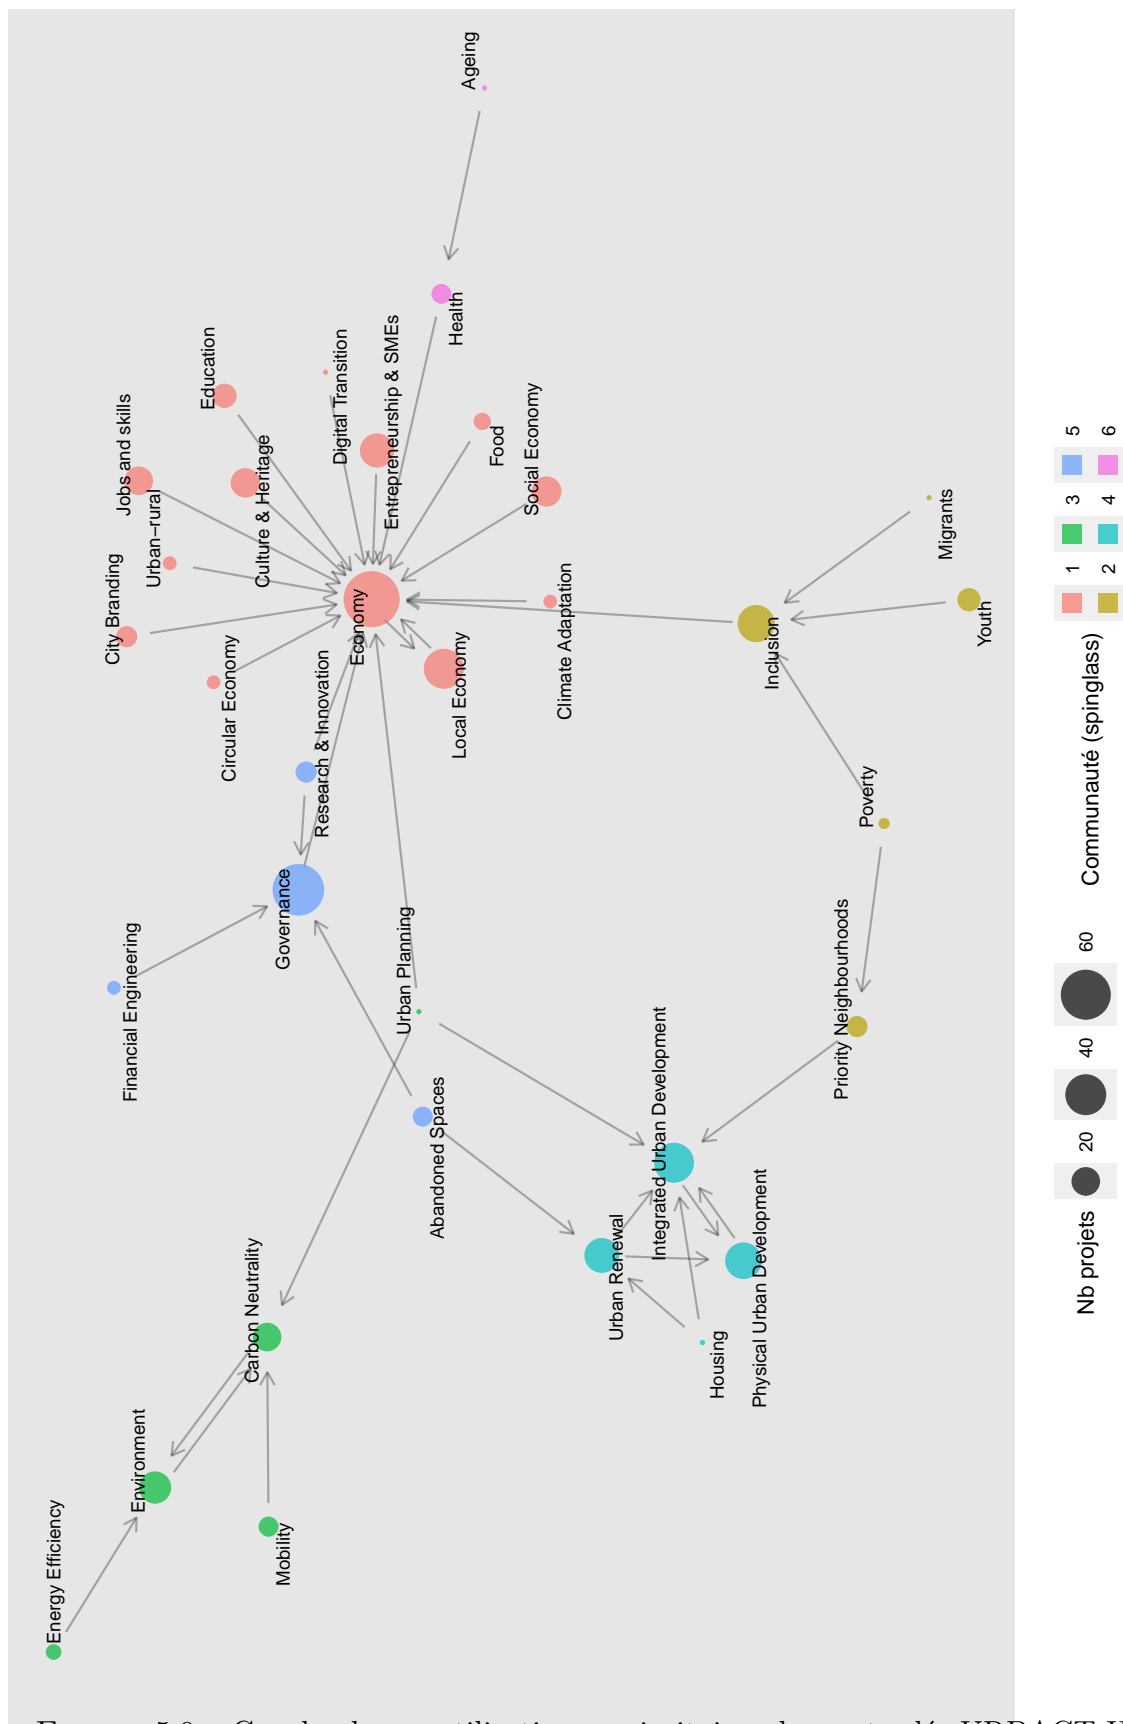 Ageing
Health
Education
Digital Transition
Entrepreneurship & SMEs
Jobs and skills
Food
Social Economy
Culture & Heritage
Urban−rural
Migrants
City Branding
Economy
Climate Adaptation
Youth
Inclusion
Local Economy
Circular Economy
Research & Innovation
Poverty
Governance
Priority Neighbourhoods
Financial Engineering
Urban Planning
Abandoned Spaces
Integrated Urban Development
Urban Renewal
Physical Urban Development
Housing
Carbon Neutrality
Environment
Mobility
Energy Efficiency
Nb projets
20
40
60
Communauté (spinglass)
1
2
3
4
5
6